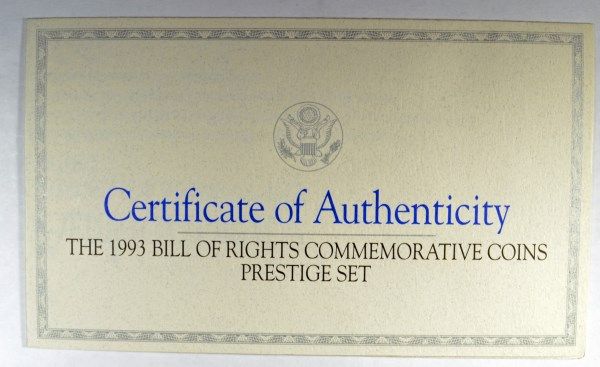 Certificate of Authenticity
THE 1993 BILL OF RIGHTS COMMEMORATIVE COINS
PRESTIGE SET